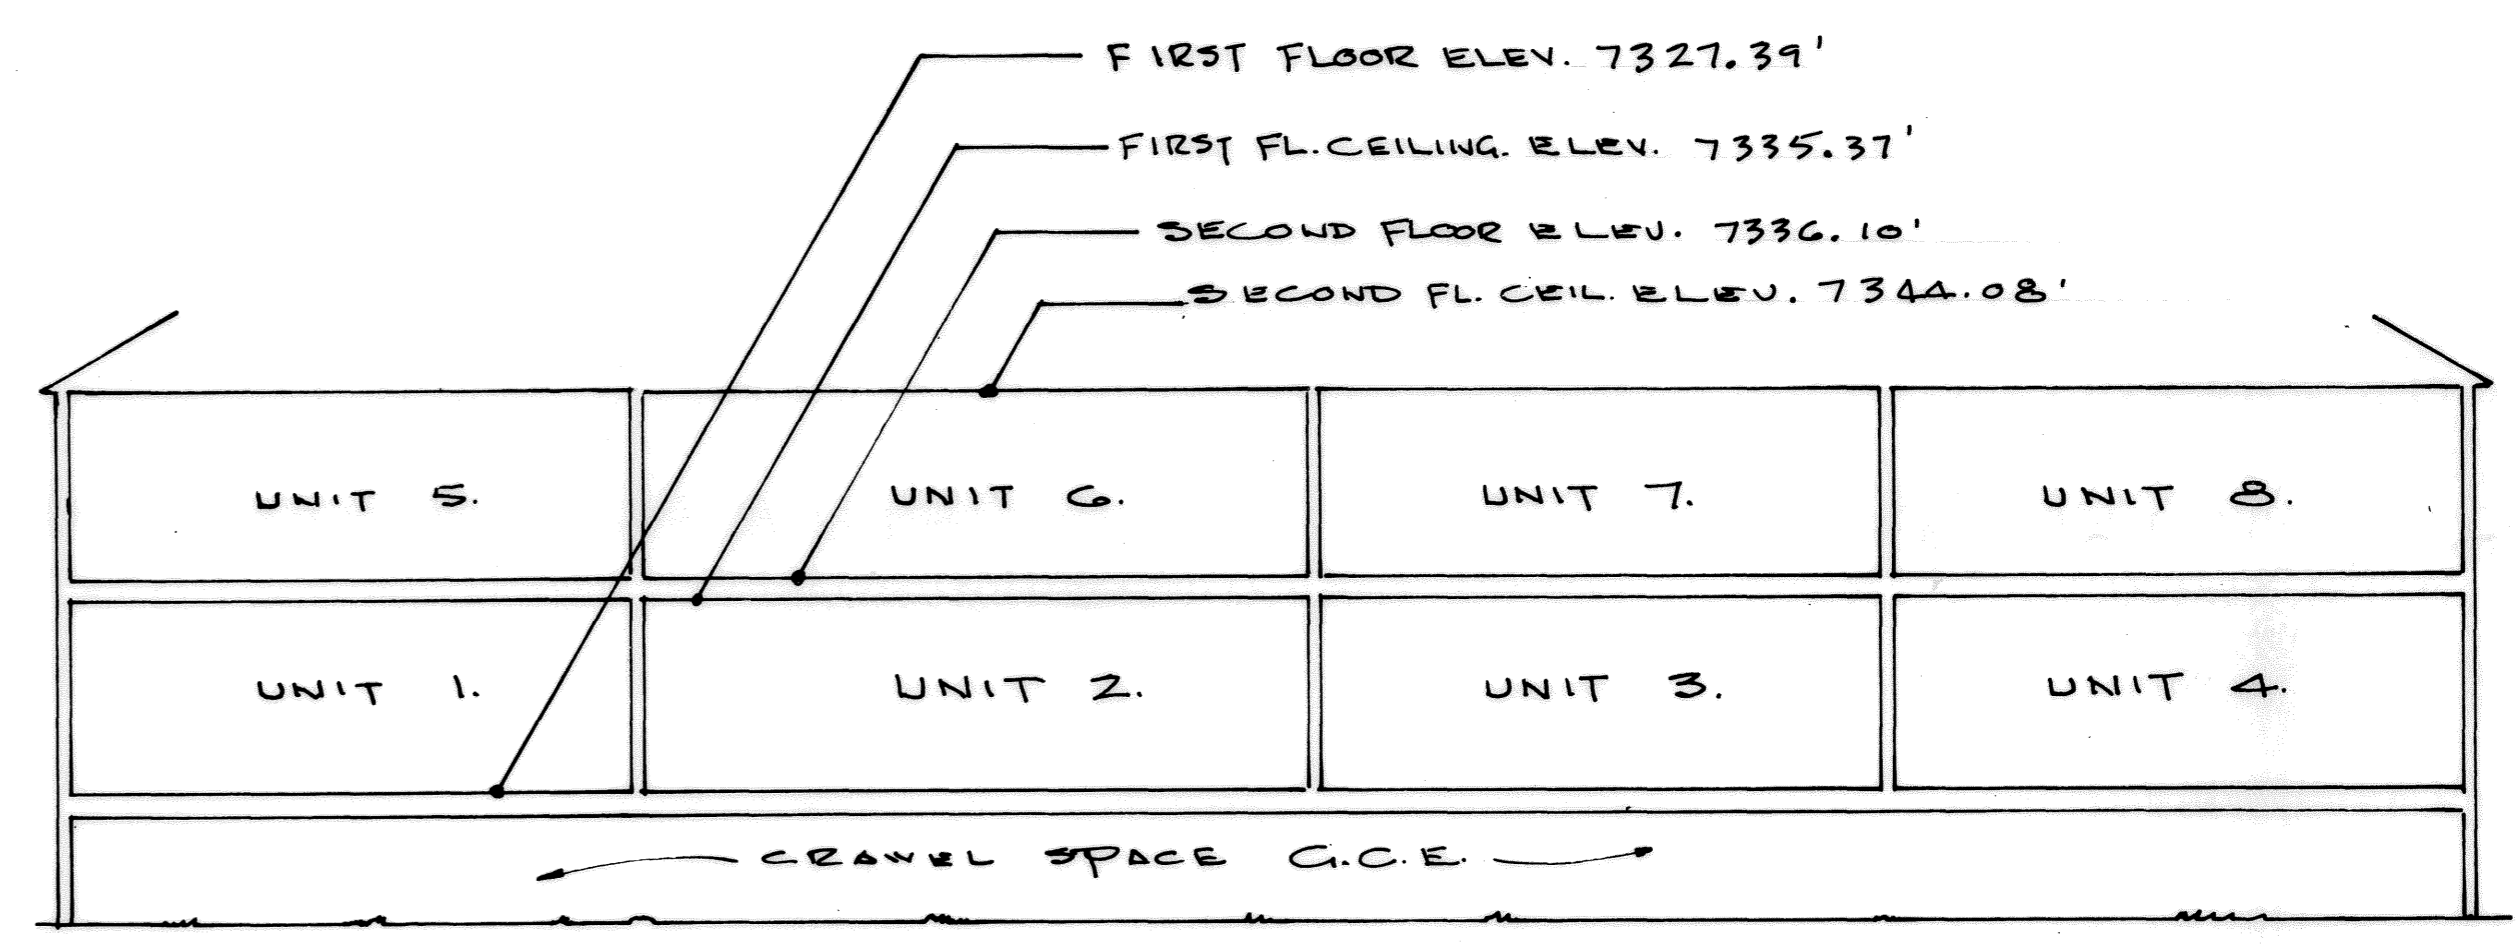 FIRST FLOOR ELEV. 7327.39'
FIRST FL. CEILING. ELEV. 7335.37'
SECOND FLOOR ELEV. 7336.10'
SECOND FL. CEIL. ELEV. 7344.08'
UNIT 5. UNIT 6. UNIT 7. UNIT 8.
UNIT 1. UNIT 2. UNIT 3. UNIT 4.
CRAWEL SPACE G.C.E.